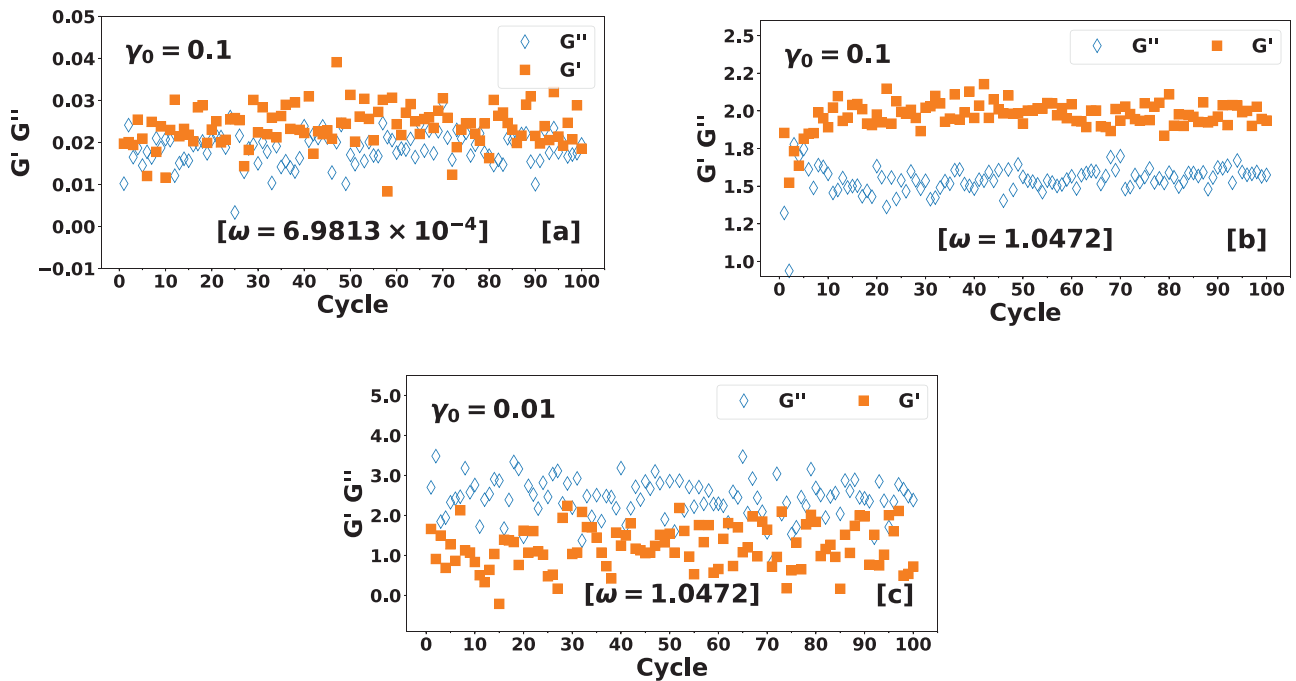 0.05
0.04
0.03
0.02
0.01
0.00
−0.01
G' G''
γ₀ = 0.1
G''
G'
[ω = 6.9813 × 10⁻⁴]
[a]
0 10 20 30 40 50 60 70 80 90 100
Cycle
2.5
2.2
2.0
1.8
1.5
1.2
1.0
G' G''
γ₀ = 0.1
G'' G'
[ω = 1.0472]
[b]
0 10 20 30 40 50 60 70 80 90 100
Cycle
5.0
4.0
3.0
2.0
1.0
0.0
G' G''
γ₀ = 0.01
G'' G'
[ω = 1.0472]
[c]
0 10 20 30 40 50 60 70 80 90 100
Cycle